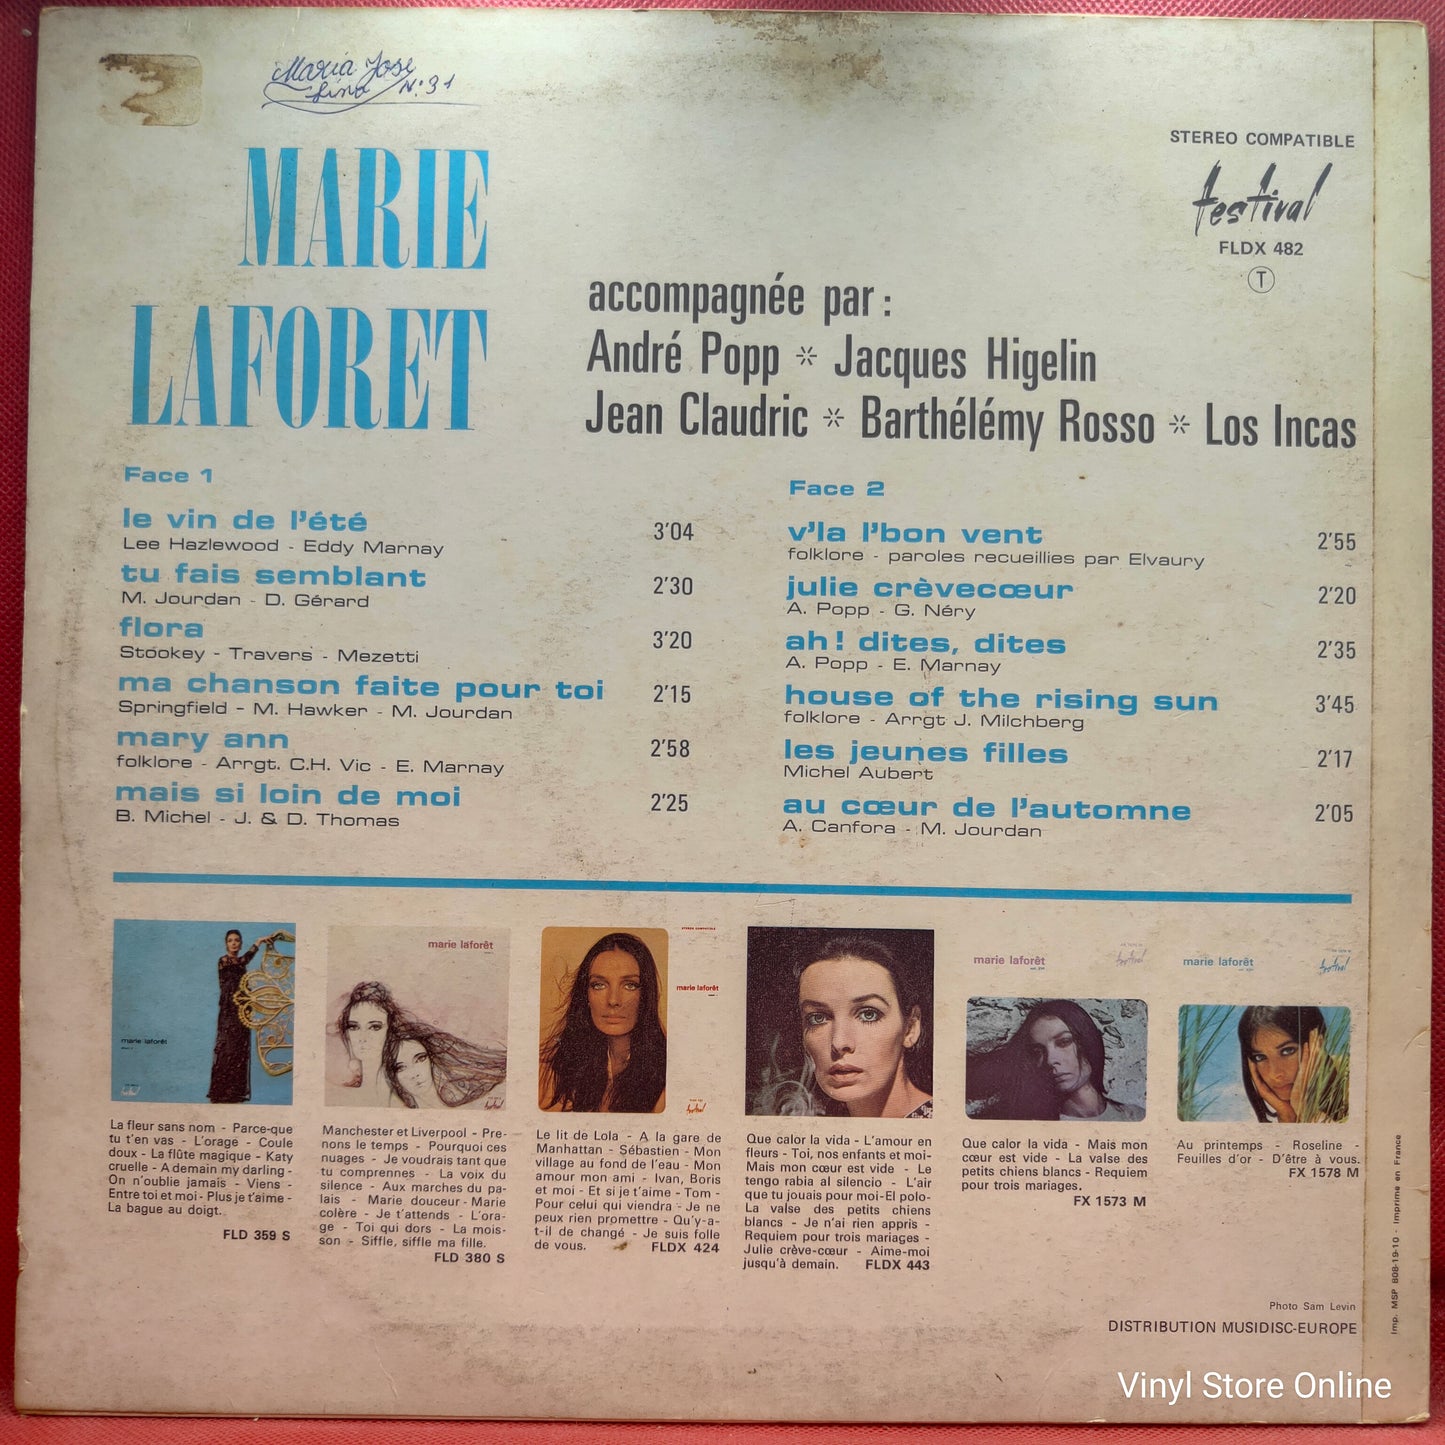 Maria Jose
Lino N.º 31
MARIE
LAFORET
STEREO COMPATIBLE
festival
FLDX 482
T
accompagnée par :
André Popp * Jacques Higelin
Jean Claudric * Barthélémy Rosso * Los Incas
Face 1
le vin de l'été 3'04
Lee Hazlewood - Eddy Marnay
tu fais semblant 2'30
M. Jourdan - D. Gérard
flora 3'20
Stookey - Travers - Mezetti
ma chanson faite pour toi 2'15
Springfield - M. Hawker - M. Jourdan
mary ann 2'58
folklore - Arrgt. C.H. Vic - E. Marnay
mais si loin de moi 2'25
B. Michel - J. & D. Thomas
Face 2
v'la l'bon vent 2'55
folklore - paroles recueillies par Elvaury
julie crèvecœur 2'20
A. Popp - G. Néry
ah ! dites, dites 2'35
A. Popp - E. Marnay
house of the rising sun 3'45
folklore - Arrgt J. Milchberg
les jeunes filles 2'17
Michel Aubert
au cœur de l'automne 2'05
A. Canfora - M. Jourdan
marie laforêt
festival
La fleur sans nom - Parce-que
tu t'en vas - L'orage - Coule
doux - La flûte magique - Katy
cruelle - A demain my darling -
On n'oublie jamais - Viens -
Entre toi et moi - Plus je t'aime -
La bague au doigt.
FLD 359 S
marie laforêt
festival
Manchester et Liverpool - Pre-
nons le temps - Pourquoi ces
nuages - Je voudrais tant que
tu comprennes - La voix du
silence - Aux marches du pa-
lais - Marie douceur - Marie
colère - Je t'attends - L'ora-
ge - Toi qui dors - La mois-
son - Siffle, siffle ma fille.
FLD 380 S
STEREO COMPATIBLE
marie laforêt
festival
Le lit de Lola - A la gare de
Manhattan - Sébastien - Mon
village au fond de l'eau - Mon
amour mon ami - Ivan, Boris
et moi - Et si je t'aime - Tom -
Pour celui qui viendra - Je ne
peux rien promettre - Qu'y-a-
t-il de changé - Je suis folle
de vous. FLDX 424
Que calor la vida - L'amour en
fleurs - Toi, nos enfants et moi-
Mais mon cœur est vide - Le
tengo rabia al silencio - L'air
que tu jouais pour moi-El polo-
La valse des petits chiens
blancs - Je n'ai rien appris -
Requiem pour trois mariages -
Julie crève-cœur - Aime-moi
jusqu'à demain. FLDX 443
marie laforêt
festival
Que calor la vida - Mais mon
cœur est vide - La valse des
petits chiens blancs - Requiem
pour trois mariages.
FX 1573 M
marie laforêt
festival
Au printemps - Roseline -
Feuilles d'or - D'être à vous.
FX 1578 M
Photo Sam Levin
DISTRIBUTION MUSIDISC-EUROPE
Imp. MSP 808-19-10 - Imprimé en France
Vinyl Store Online